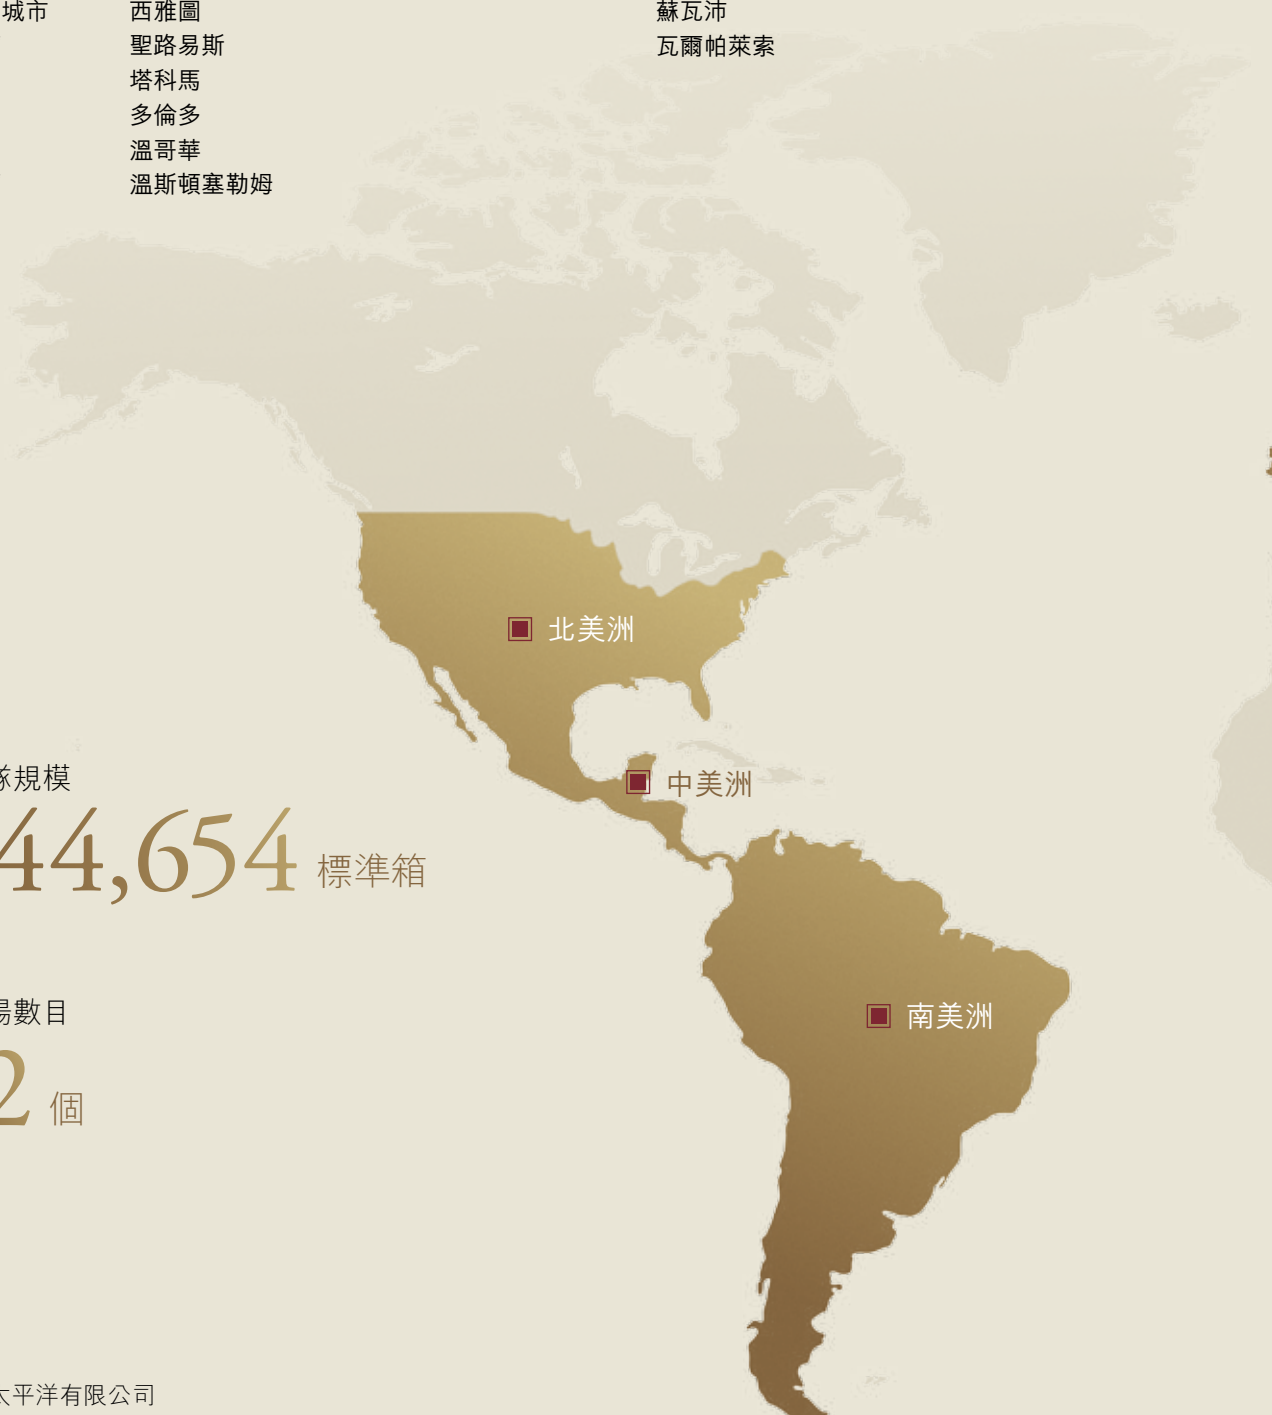 城市
西雅圖
聖路易斯
塔科馬
多倫多
溫哥華
溫斯頓塞勒姆
蘇瓦沛
瓦爾帕萊索
北美洲
中美洲
南美洲
隊規模
44,654 標準箱
場數目
2 個
太平洋有限公司